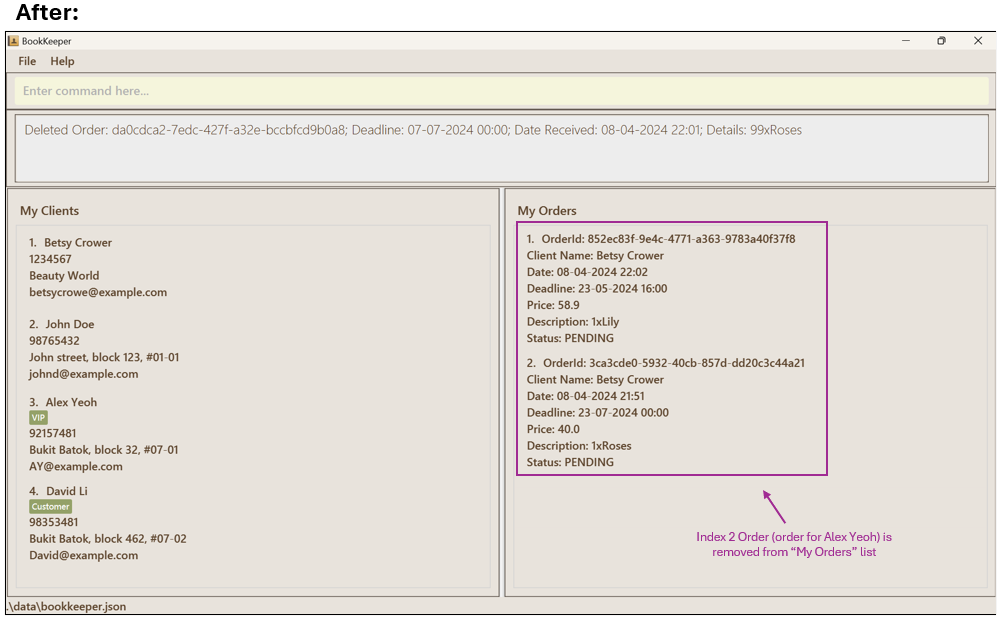 After:
BookKeeper
File Help
Enter command here...
Deleted Order: da0cdca2-7edc-427f-a32e-bccbfcd9b0a8; Deadline: 07-07-2024 00:00; Date Received: 08-04-2024 22:01; Details: 99xRoses
My Clients
1. Betsy Crower
1234567
Beauty World
betsycrowe@example.com
2. John Doe
98765432
John street, block 123, #01-01
johnd@example.com
3. Alex Yeoh
VIP
92157481
Bukit Batok, block 32, #07-01
AY@example.com
4. David Li
Customer
98353481
Bukit Batok, block 462, #07-02
David@example.com
My Orders
1. OrderId: 852ec83f-9e4c-4771-a363-9783a40f37f8
Client Name: Betsy Crower
Date: 08-04-2024 22:02
Deadline: 23-05-2024 16:00
Price: 58.9
Description: 1xLily
Status: PENDING
2. OrderId: 3ca3cde0-5932-40cb-857d-dd20c3c44a21
Client Name: Betsy Crower
Date: 08-04-2024 21:51
Deadline: 23-07-2024 00:00
Price: 40.0
Description: 1xRoses
Status: PENDING
Index 2 Order (order for Alex Yeoh) is
removed from “My Orders” list
.\data\bookkeeper.json